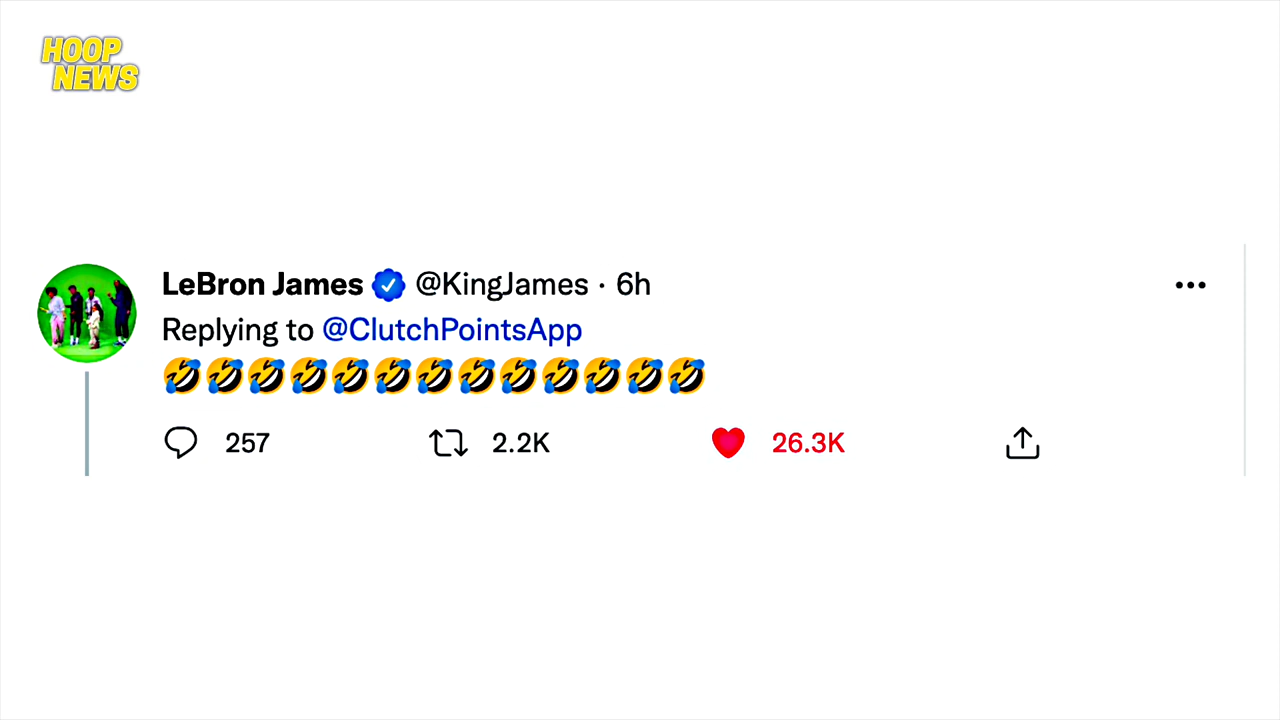 HOOP
NEWS
LeBron James @KingJames · 6h
Replying to @ClutchPointsApp
🤣🤣🤣🤣🤣🤣🤣🤣🤣🤣🤣🤣🤣
257 2.2K 26.3K